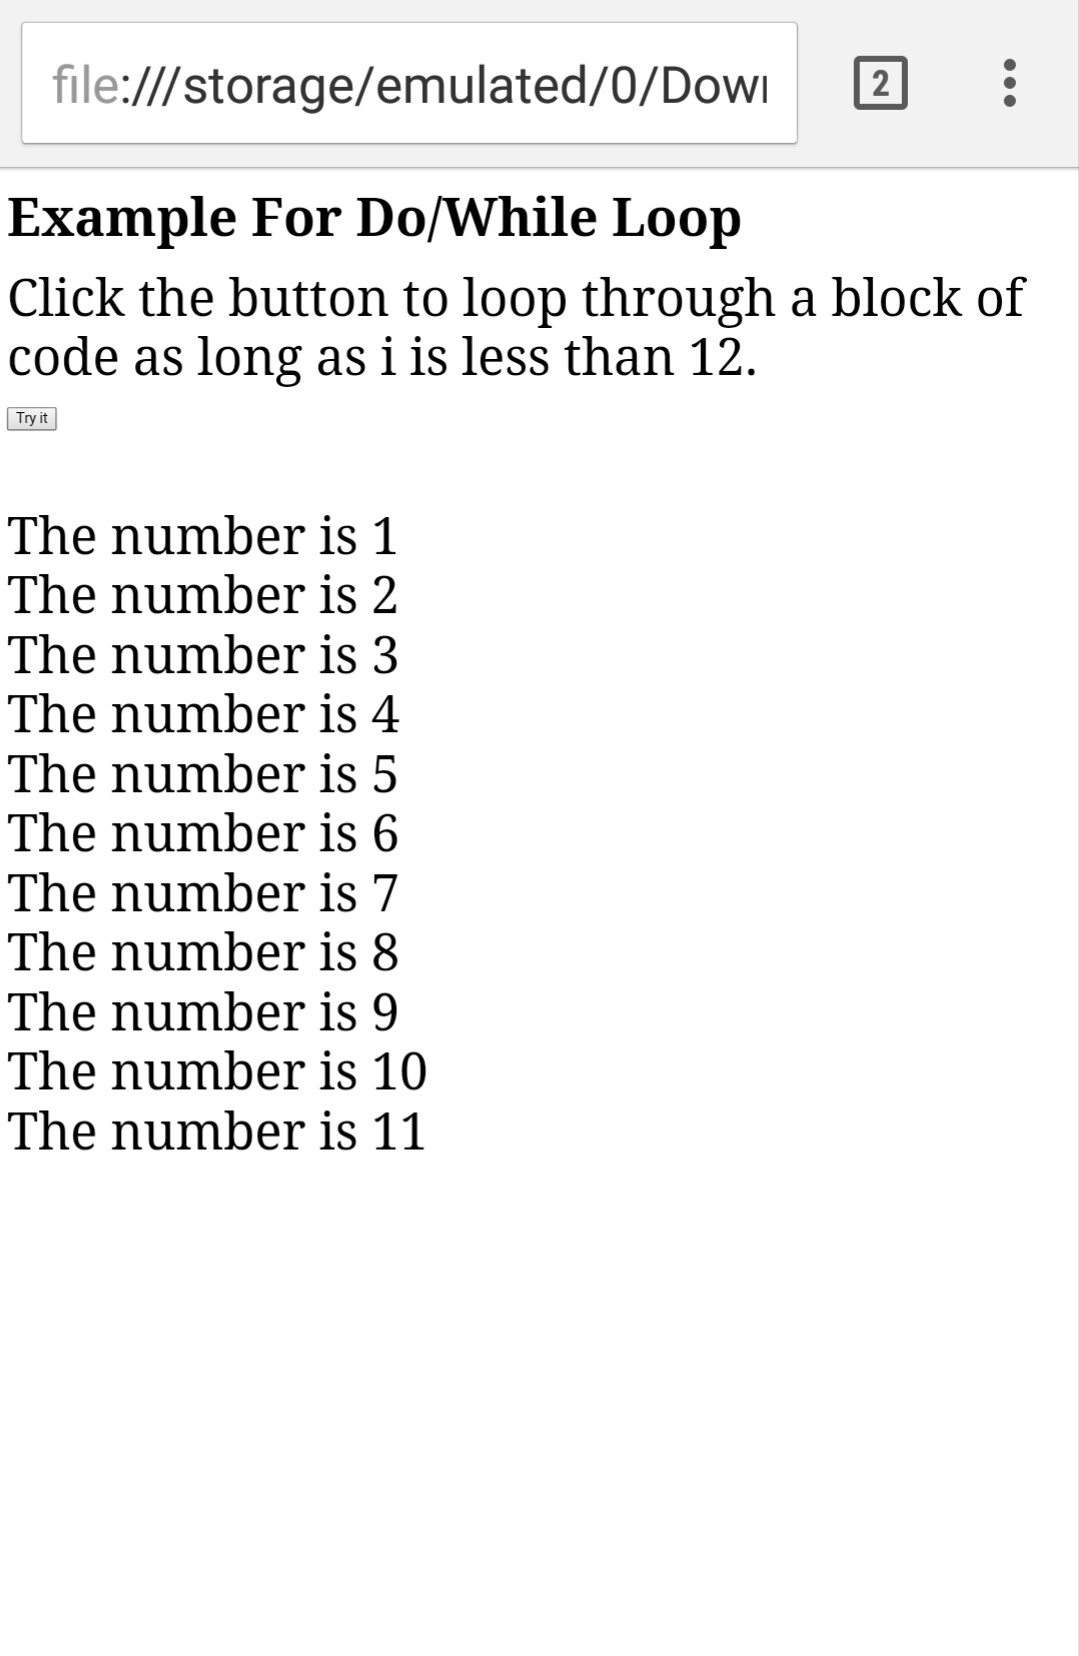 file:///storage/emulated/0/Down
2
Example For Do/While Loop
Click the button to loop through a block of
code as long as i is less than 12.
Try it
The number is 1
The number is 2
The number is 3
The number is 4
The number is 5
The number is 6
The number is 7
The number is 8
The number is 9
The number is 10
The number is 11